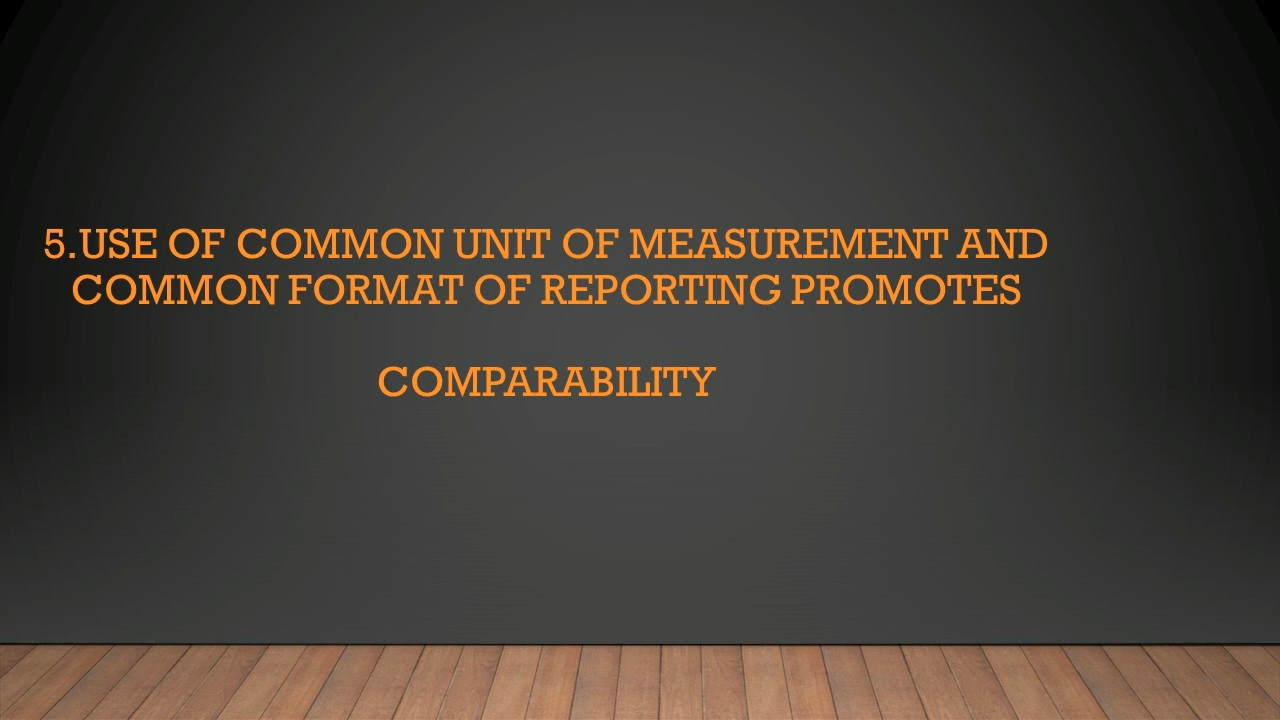 5.USE OF COMMON UNIT OF MEASUREMENT AND
COMMON FORMAT OF REPORTING PROMOTES
COMPARABILITY